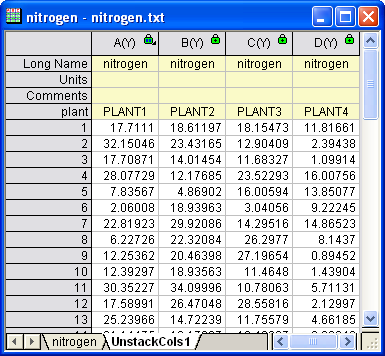 nitrogen - nitrogen.txt
A(Y) B(Y) C(Y) D(Y)
Long Name nitrogen nitrogen nitrogen nitrogen
Units
Comments
plant PLANT1 PLANT2 PLANT3 PLANT4
1 17.7111 18.61197 18.15473 11.81661
2 32.15046 23.43165 12.90409 2.39438
3 17.70871 14.01454 11.68327 1.09914
4 28.07729 12.17685 23.52293 16.00756
5 7.83567 4.86902 16.00594 13.85077
6 2.06008 18.93963 3.04056 9.22245
7 22.81923 29.92086 14.29516 14.86523
8 6.22726 22.32084 26.2977 8.1437
9 12.25362 20.46398 27.19654 0.89452
10 12.39297 18.93563 11.4648 1.43904
11 30.35227 34.09996 10.78063 5.71131
12 17.58991 26.47048 28.55816 2.12997
13 25.23966 14.72239 11.75579 4.66185
nitrogen UnstackCols1